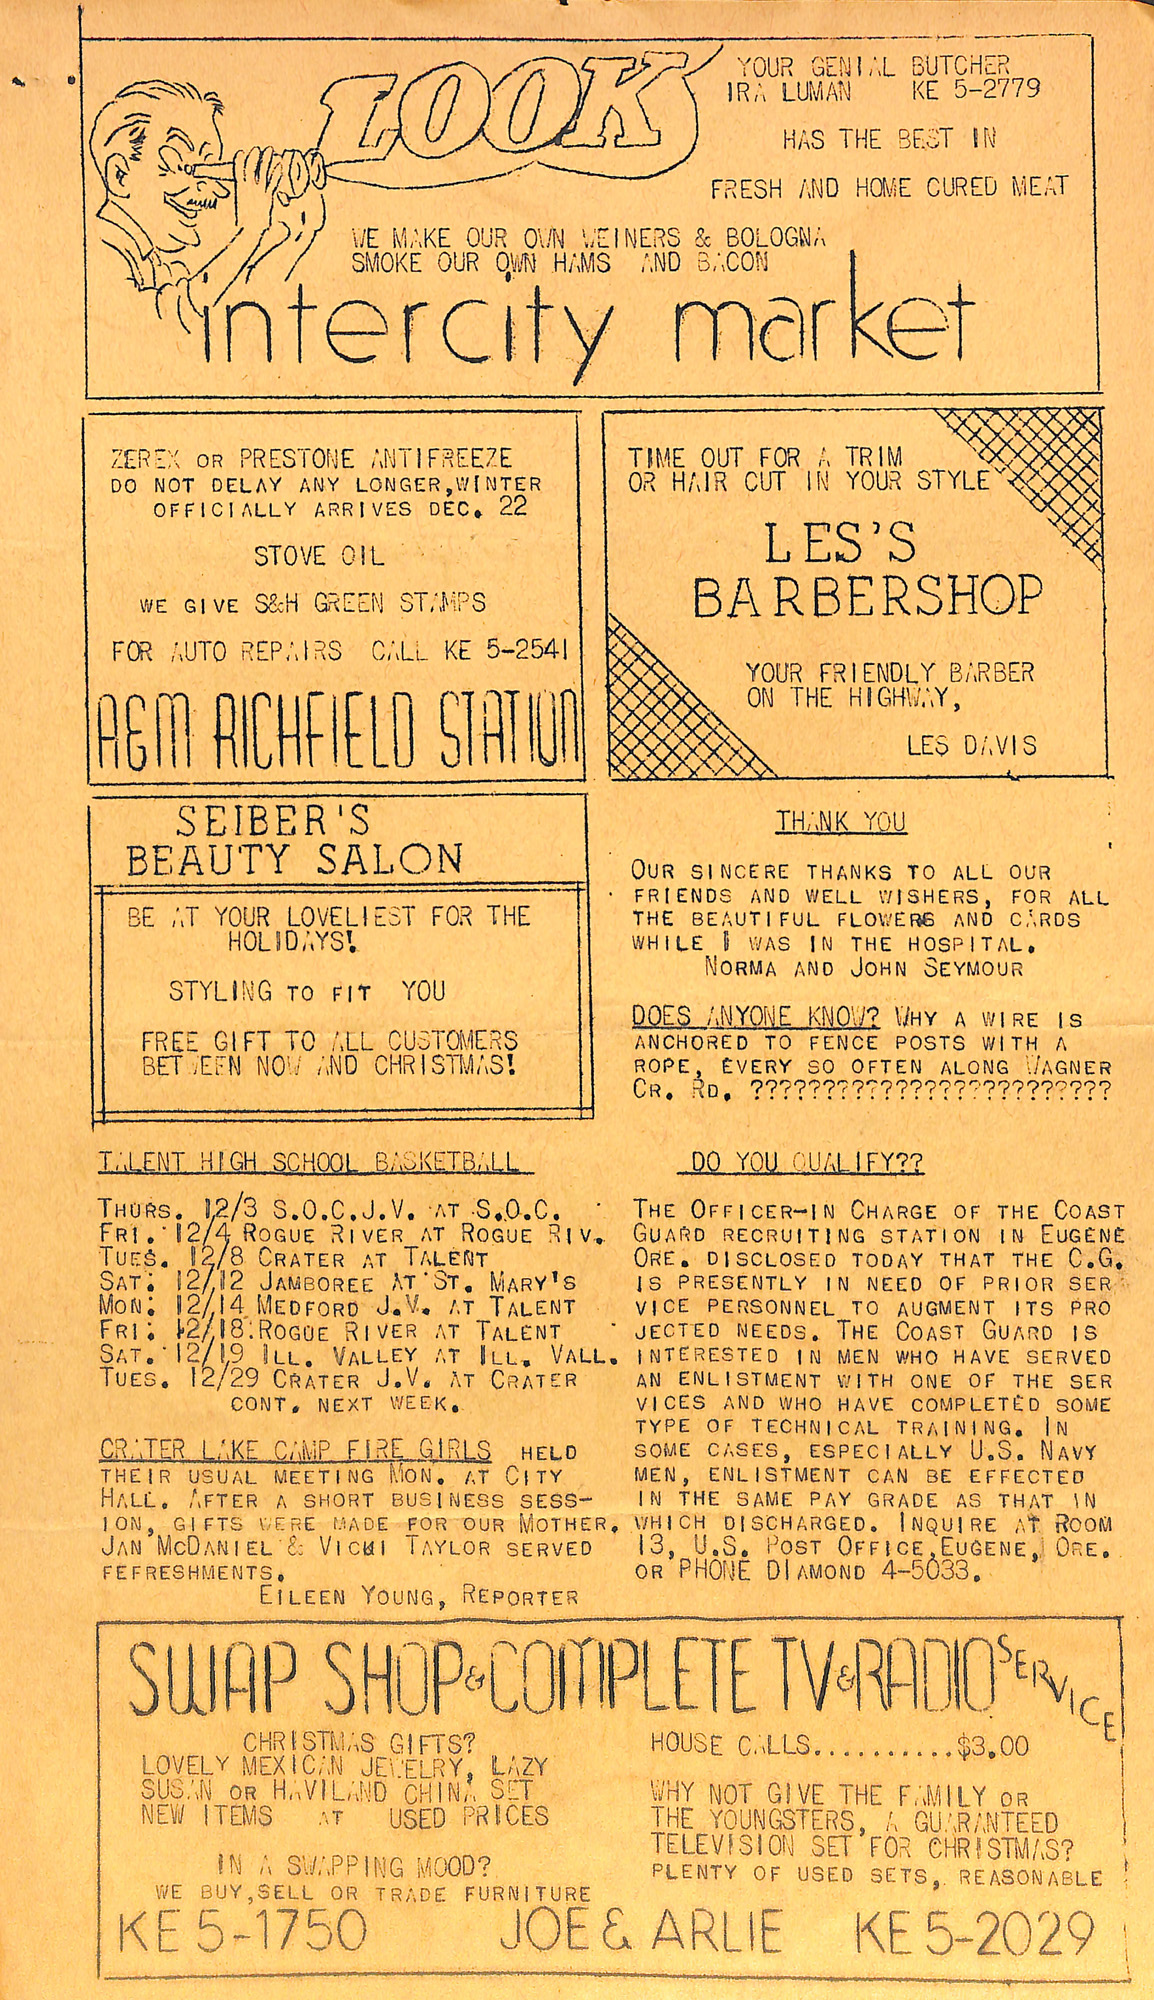 LOOK
YOUR GENIAL BUTCHER
IRA LUMAN KE 5-2779
HAS THE BEST IN
FRESH AND HOME CURED MEAT
WE MAKE OUR OWN WEINERS & BOLOGNA
SMOKE OUR OWN HAMS AND BACON
intercity market
ZEREX OR PRESTONE ANTIFREEZE
DO NOT DELAY ANY LONGER,WINTER
OFFICIALLY ARRIVES DEC. 22
STOVE OIL
WE GIVE S&H GREEN STAMPS
FOR AUTO REPAIRS CALL KE 5-2541
A&M RICHFIELD STATION
TIME OUT FOR A TRIM
OR HAIR CUT IN YOUR STYLE
LES'S
BARBERSHOP
YOUR FRIENDLY BARBER
ON THE HIGHWAY,
LES DAVIS
SEIBER'S
BEAUTY SALON
BE AT YOUR LOVELIEST FOR THE
HOLIDAYS!
STYLING TO FIT YOU
FREE GIFT TO ALL CUSTOMERS
BETWEEN NOW AND CHRISTMAS!
THANK YOU
OUR SINCERE THANKS TO ALL OUR
FRIENDS AND WELL WISHERS, FOR ALL
THE BEAUTIFUL FLOWERS AND CARDS
WHILE I WAS IN THE HOSPITAL.
NORMA AND JOHN SEYMOUR
DOES ANYONE KNOW? WHY A WIRE IS
ANCHORED TO FENCE POSTS WITH A
ROPE, EVERY SO OFTEN ALONG WAGNER
CR. RD. ?????????????????????????
TALENT HIGH SCHOOL BASKETBALL
THURS. 12/3 S.O.C.J.V. AT S.O.C.
FRI. 12/4 ROGUE RIVER AT ROGUE RIV.
TUES. 12/8 CRATER AT TALENT
SAT. 12/12 JAMBOREE AT ST. MARY'S
MON. 12/14 MEDFORD J.V. AT TALENT
FRI. 12/18 ROGUE RIVER AT TALENT
SAT. 12/19 ILL. VALLEY AT ILL. VALL.
TUES. 12/29 CRATER J.V. AT CRATER
CONT. NEXT WEEK.
CRATER LAKE CAMP FIRE GIRLS HELD
THEIR USUAL MEETING MON. AT CITY
HALL. AFTER A SHORT BUSINESS SESS-
ION, GIFTS WERE MADE FOR OUR MOTHER.
JAN MCDANIEL & VICKI TAYLOR SERVED
FEFRESHMENTS.
EILEEN YOUNG, REPORTER
DO YOU QUALIFY??
THE OFFICER-IN CHARGE OF THE COAST
GUARD RECRUITING STATION IN EUGENE
ORE. DISCLOSED TODAY THAT THE C.G.
IS PRESENTLY IN NEED OF PRIOR SER
VICE PERSONNEL TO AUGMENT ITS PRO
JECTED NEEDS. THE COAST GUARD IS
INTERESTED IN MEN WHO HAVE SERVED
AN ENLISTMENT WITH ONE OF THE SER
VICES AND WHO HAVE COMPLETED SOME
TYPE OF TECHNICAL TRAINING. IN
SOME CASES, ESPECIALLY U.S. NAVY
MEN, ENLISTMENT CAN BE EFFECTED
IN THE SAME PAY GRADE AS THAT IN
WHICH DISCHARGED. INQUIRE AT ROOM
13, U.S. POST OFFICE,EUGENE, ORE.
OR PHONE DIAMOND 4-5033.
SWAP SHOP & COMPLETE TV & RADIO SERVICE
CHRISTMAS GIFTS?
LOVELY MEXICAN JEWELRY, LAZY
SUSAN OR HAVILAND CHINA SET
NEW ITEMS AT USED PRICES
IN A SWAPPING MOOD?
WE BUY,SELL OR TRADE FURNITURE
HOUSE CALLS...........$3.00
WHY NOT GIVE THE FAMILY OR
THE YOUNGSTERS, A GUARANTEED
TELEVISION SET FOR CHRISTMAS?
PLENTY OF USED SETS, REASONABLE
KE 5-1750 JOE & ARLIE KE 5-2029